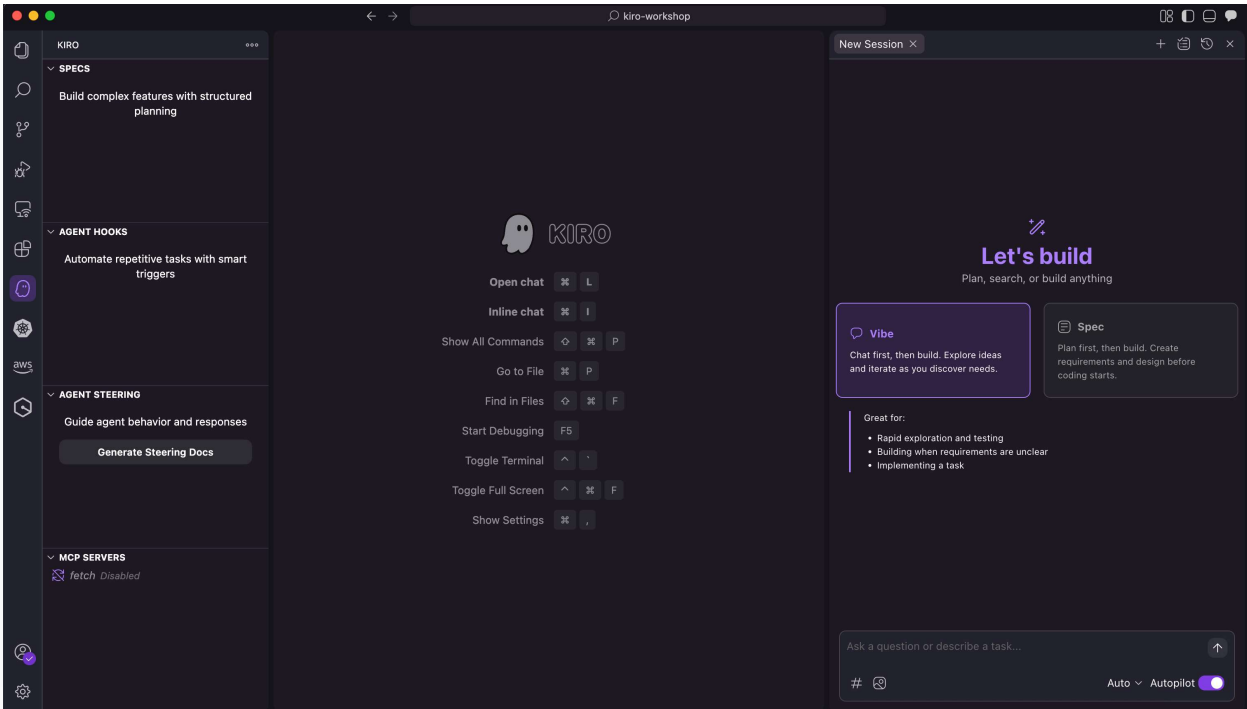 kiro-workshop
KIRO
SPECS
Build complex features with structured
planning
AGENT HOOKS
Automate repetitive tasks with smart
triggers
aws
AGENT STEERING
Guide agent behavior and responses
Generate Steering Docs
MCP SERVERS
fetch Disabled
KIRO
Open chat ⌘ L
Inline chat ⌘ I
Show All Commands ⇧ ⌘ P
Go to File ⌘ P
Find in Files ⇧ ⌘ F
Start Debugging F5
Toggle Terminal ^ `
Toggle Full Screen ^ ⌘ F
Show Settings ⌘ ,
New Session
Let's build
Plan, search, or build anything
Vibe
Chat first, then build. Explore ideas
and iterate as you discover needs.
Spec
Plan first, then build. Create
requirements and design before
coding starts.
Great for:
• Rapid exploration and testing
• Building when requirements are unclear
• Implementing a task
Ask a question or describe a task...
# Auto Autopilot